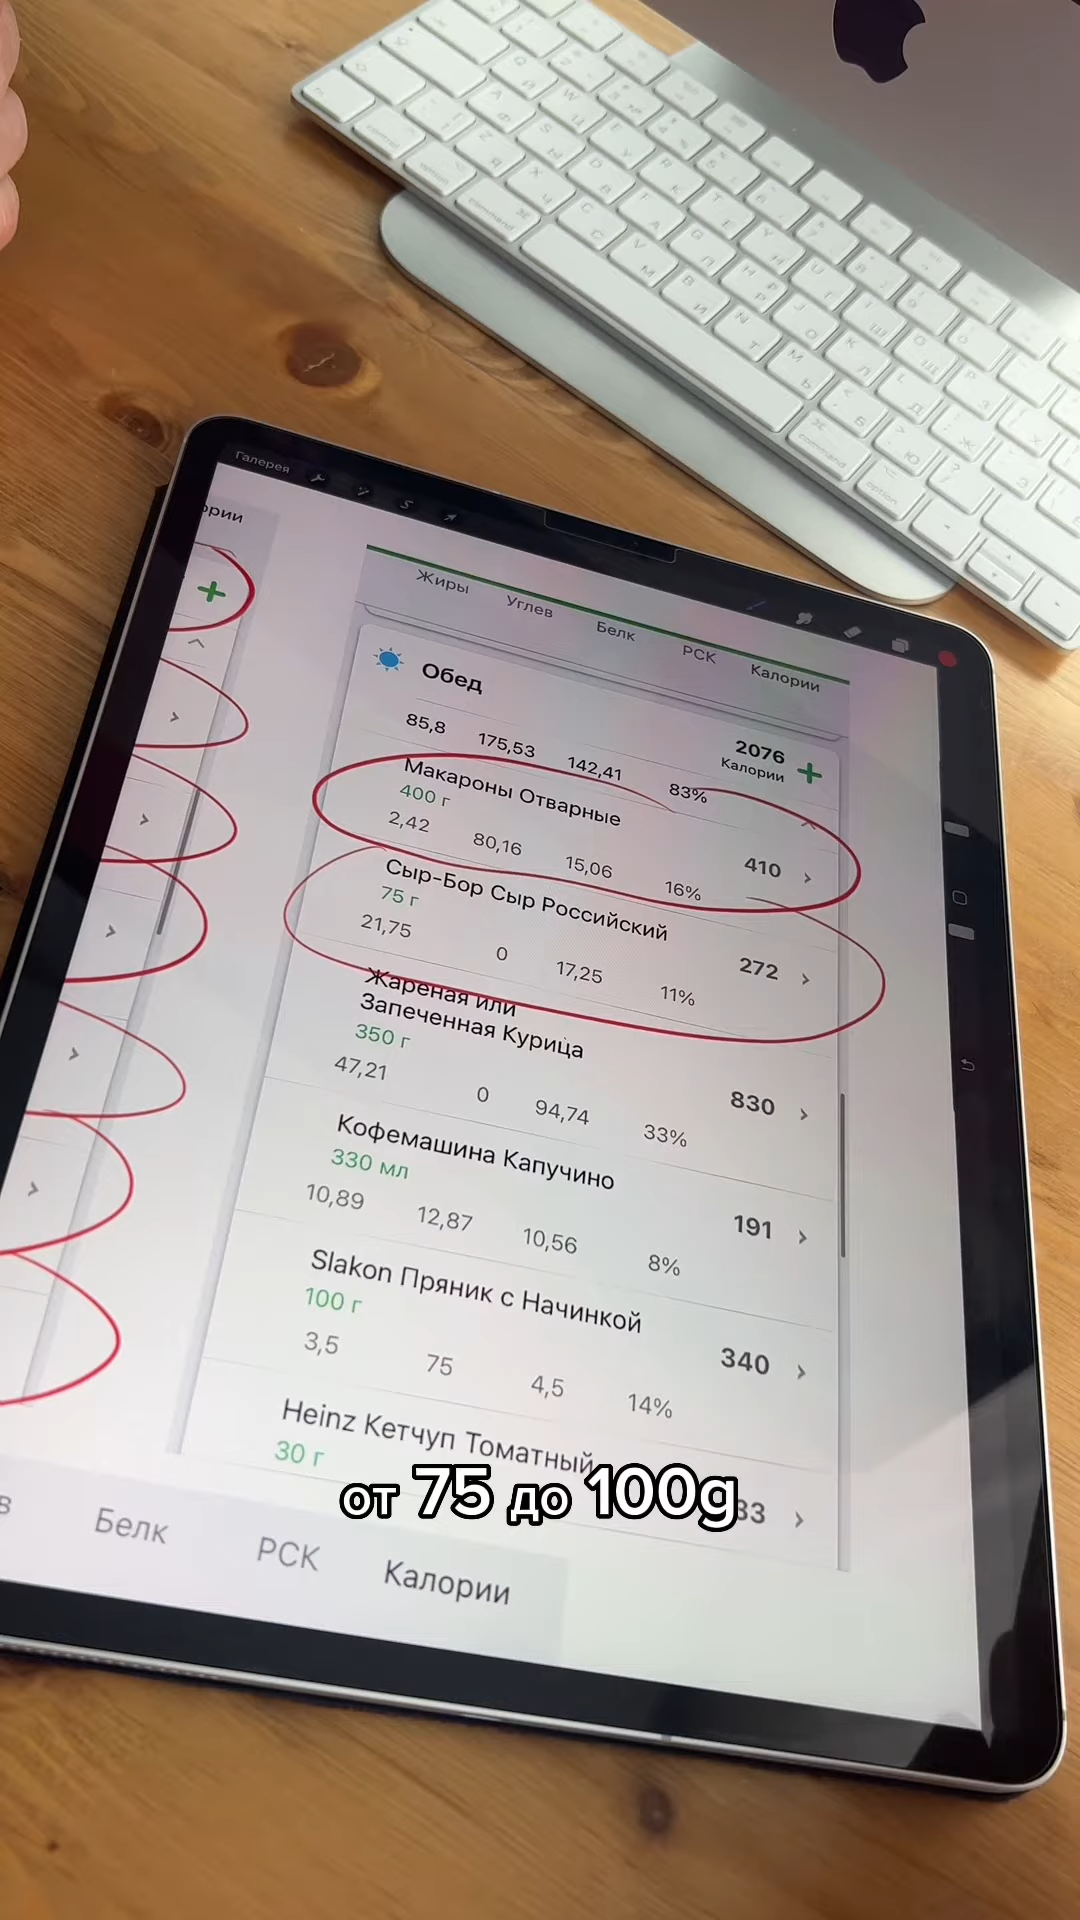 Галерея
Жиры Углев Белк РСК Калории
Обед
2076
Калории
85,8 175,53 142,41 83%
Макароны Отварные
400 г
410
2,42 80,16 15,06 16%
Сыр-Бор Сыр Российский
75 г
272
21,75 0 17,25 11%
Жареная или
Запеченная Курица
350 г
830
47,21 0 94,74 33%
Кофемашина Капучино
330 мл
191
10,89 12,87 10,56 8%
Slakon Пряник с Начинкой
100 г
340
3,5 75 4,5 14%
Heinz Кетчуп Томатный
30 г
от 75 до 100g
Белк РСК Калории
command
option
command
option